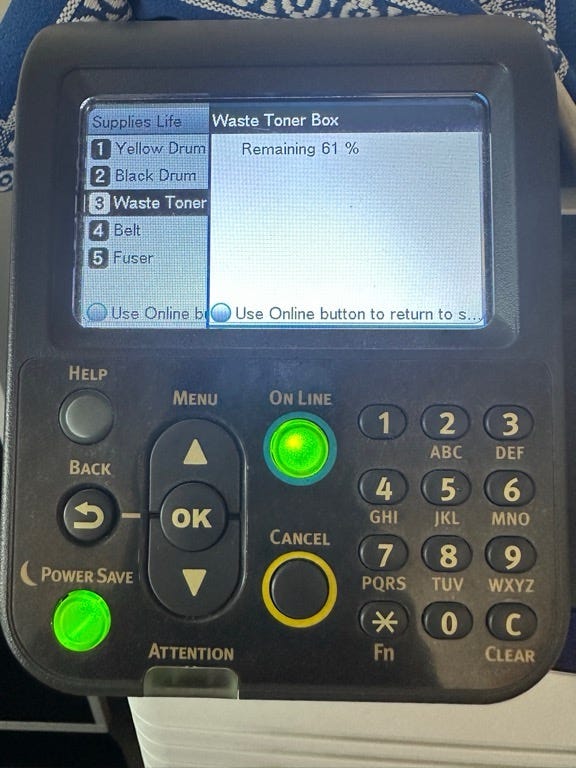 Supplies Life
1 Yellow Drum
2 Black Drum
3 Waste Toner
4 Belt
5 Fuser
Use Online b
Waste Toner Box
Remaining 61 %
Use Online button to return to s...
HELP
MENU
ON LINE
BACK
OK
CANCEL
POWER SAVE
ATTENTION
1
2
ABC
3
DEF
4
GHI
5
JKL
6
MNO
7
PQRS
8
TUV
9
WXYZ
*
Fn
0
C
CLEAR